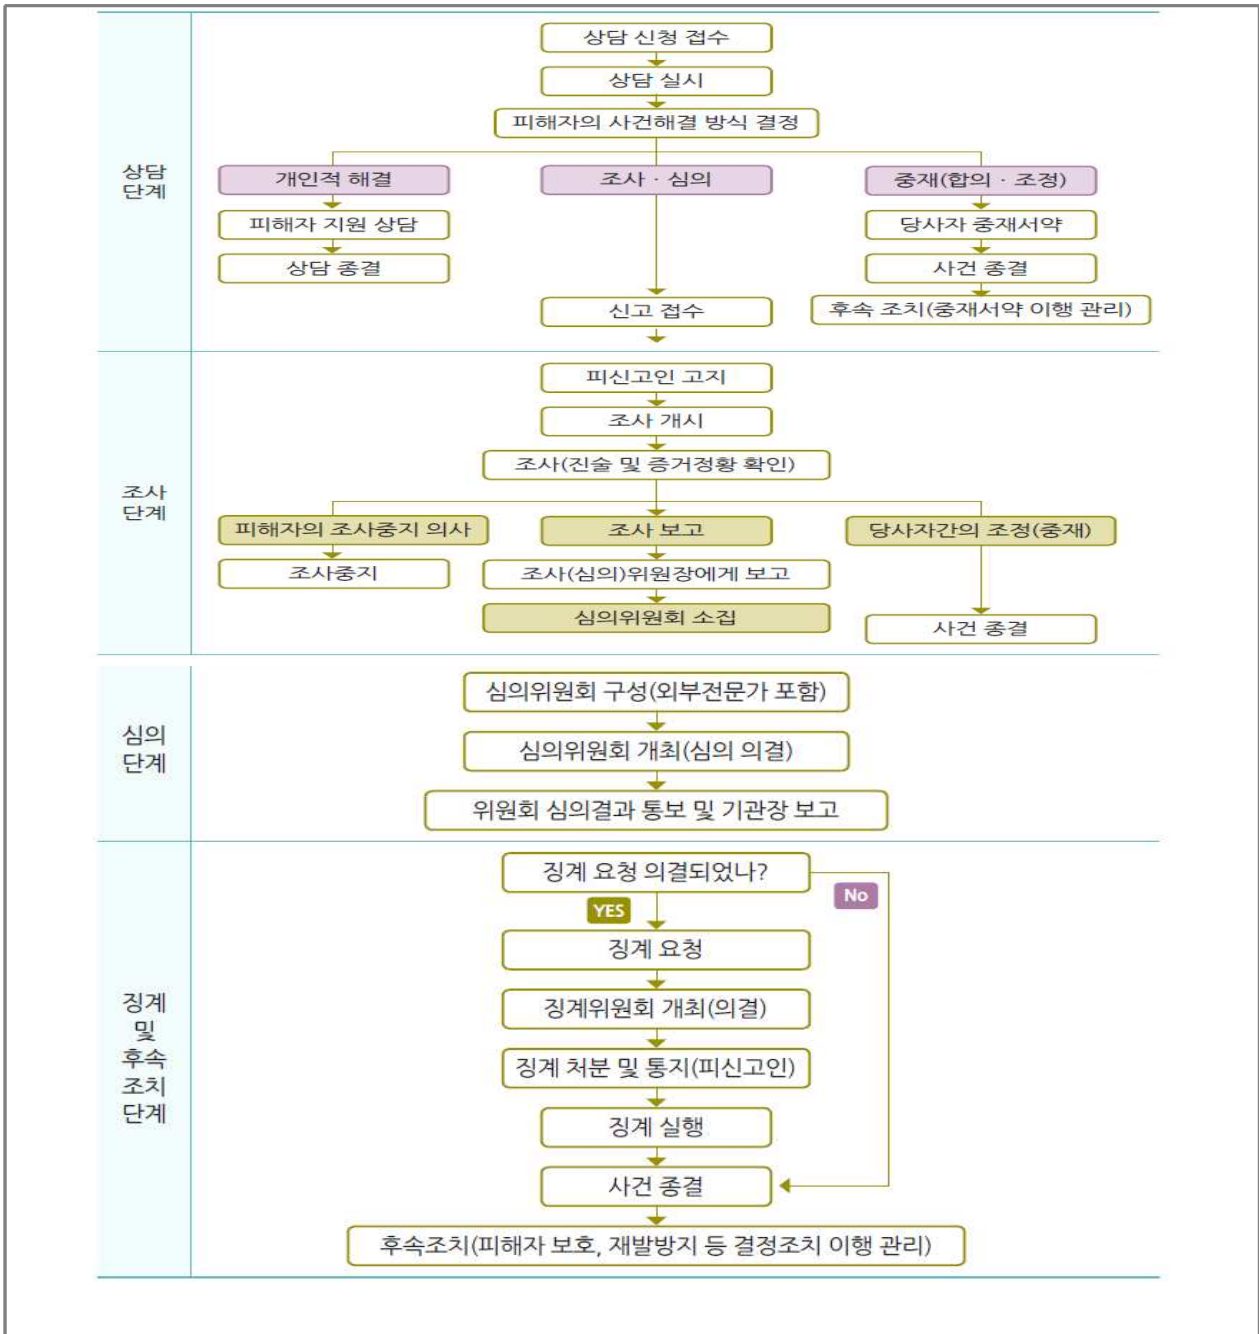 상담 신청 접수
상담 실시
피해자의 사건해결 방식 결정
상담
단계
개인적 해결
조사 · 심의
중재(합의 · 조정)
피해자 지원 상담
당사자 중재서약
상담 종결
사건 종결
신고 접수
후속 조치(중재서약 이행 관리)
피신고인 고지
조사 개시
조사(진술 및 증거정황 확인)
조사
단계
피해자의 조사중지 의사
조사 보고
당사자간의 조정(중재)
조사중지
조사(심의)위원장에게 보고
심의위원회 소집
사건 종결
심의위원회 구성(외부전문가 포함)
심의
단계
심의위원회 개최(심의 의결)
위원회 심의결과 통보 및 기관장 보고
징계 요청 의결되었나?
No
YES
징계 요청
징계
및
후속
조치
단계
징계위원회 개최(의결)
징계 처분 및 통지(피신고인)
징계 실행
사건 종결
후속조치(피해자 보호, 재발방지 등 결정조치 이행 관리)